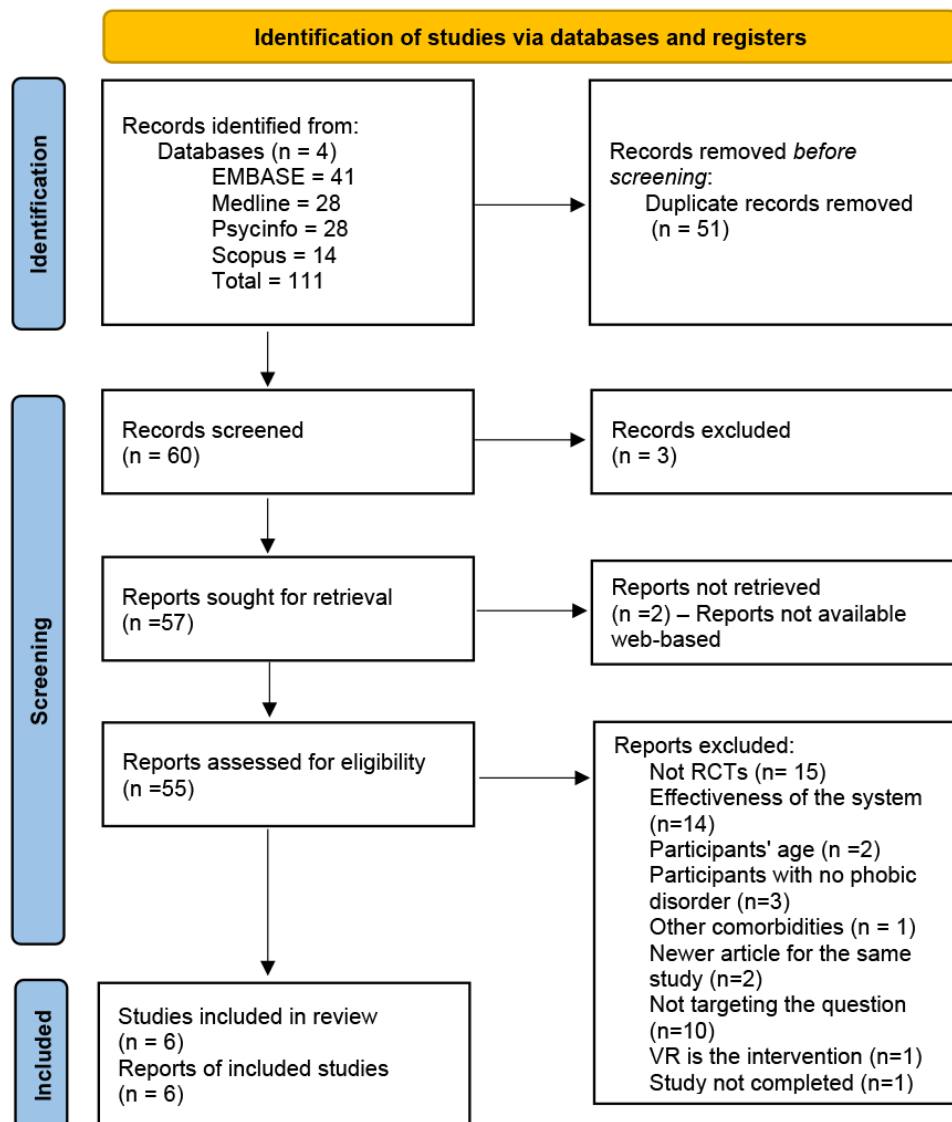 Identification of studies via databases and registers
Identification
Records identified from:
Databases (n = 4)
EMBASE = 41
Medline = 28
Psycinfo = 28
Scopus = 14
Total = 111
Records removed before
screening:
Duplicate records removed
(n = 51)
Screening
Records screened
(n = 60)
Records excluded
(n = 3)
Reports sought for retrieval
(n =57)
Reports not retrieved
(n =2) – Reports not available
web-based
Reports assessed for eligibility
(n =55)
Reports excluded:
Not RCTs (n= 15)
Effectiveness of the system
(n=14)
Participants' age (n =2)
Participants with no phobic
disorder (n=3)
Other comorbidities (n = 1)
Newer article for the same
study (n=2)
Not targeting the question
(n=10)
VR is the intervention (n=1)
Study not completed (n=1)
Included
Studies included in review
(n = 6)
Reports of included studies
(n = 6)